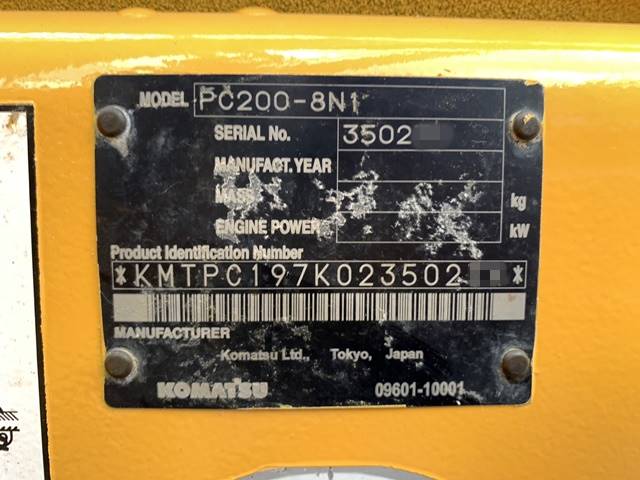 MODEL PC200-8N1
SERIAL No. 3502
MANUFACT. YEAR
MASS kg
ENGINE POWER kW
Product Identification Number
*KMTPC197K023502 *
MANUFACTURER
Komatsu Ltd., Tokyo, Japan
KOMATSU 09601-10001